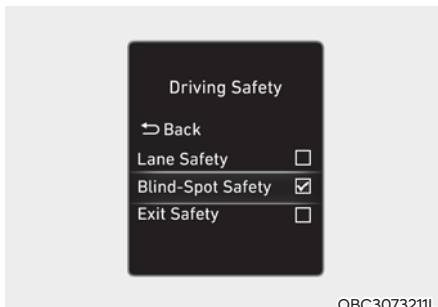 Driving Safety
Back
Lane Safety
Blind-Spot Safety
Exit Safety
OBC3073211L